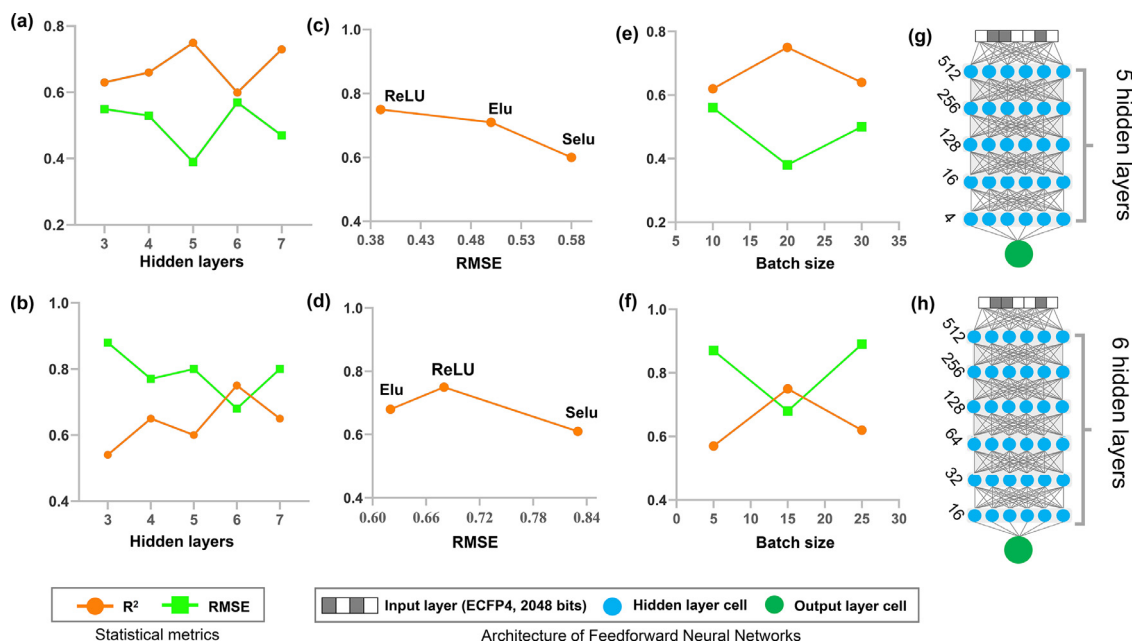 (a)
0.8
0.6
0.4
0.2
3 4 5 6 7
Hidden layers
(c)
1.0
0.8
0.6
0.4
ReLU
Elu
Selu
0.38 0.43 0.48 0.53 0.58
RMSE
(e)
0.8
0.6
0.4
0.2
5 10 15 20 25 30 35
Batch size
(g)
512
256
128
16
4
5 hidden layers
(b)
1.0
0.8
0.6
0.4
3 4 5 6 7
Hidden layers
(d)
1.0
0.8
0.6
0.4
Elu
ReLU
Selu
0.60 0.66 0.72 0.78 0.84
RMSE
(f)
1.0
0.8
0.6
0.4
0 5 10 15 20 25 30
Batch size
(h)
512
256
128
64
32
16
6 hidden layers
R² RMSE
Statistical metrics
Input layer (ECFP4, 2048 bits) Hidden layer cell Output layer cell
Architecture of Feedforward Neural Networks